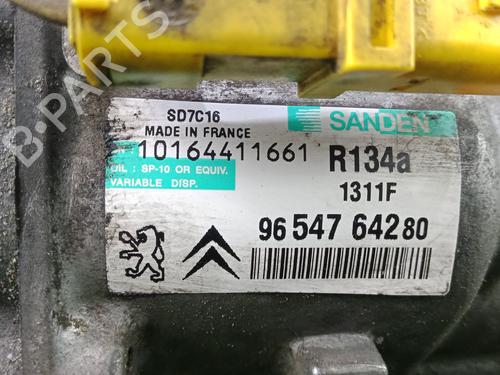 SD7C16
SANDEN
MADE IN FRANCE
10164411661
R134a
OIL : SP-10 OR EQUIV.
VARIABLE DISP.
1311F
96 547 642 80
B-PARTS